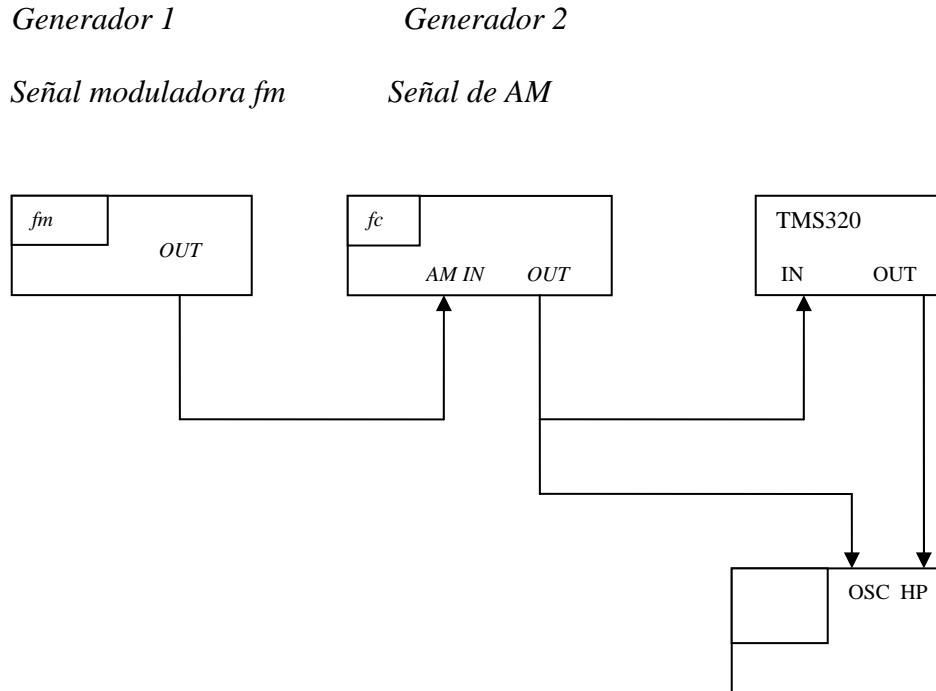 Generador 1 Generador 2
Señal moduladora fm Señal de AM
fm fc TMS320
OUT
AM IN OUT IN OUT
OSC HP